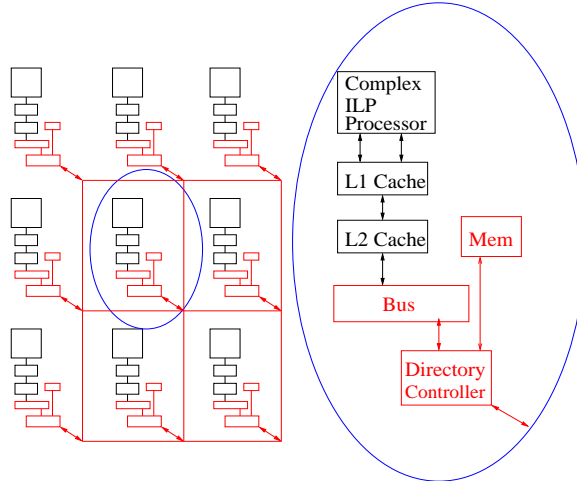 Complex
ILP
Processor
L1 Cache
L2 Cache
Mem
Bus
Directory
Controller